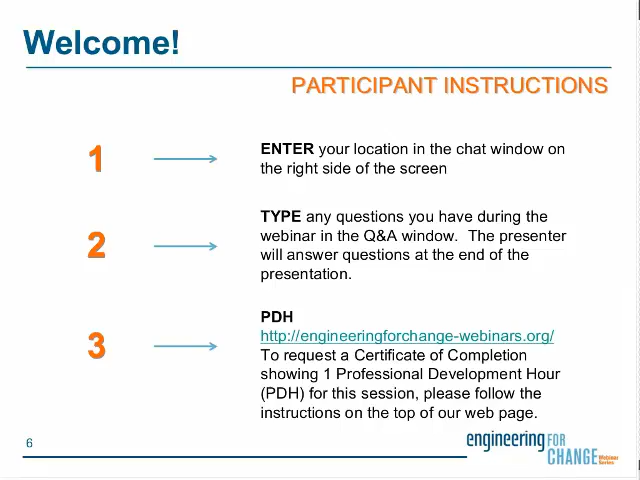 Welcome!
PARTICIPANT INSTRUCTIONS
1
ENTER your location in the chat window on
the right side of the screen
2
TYPE any questions you have during the
webinar in the Q&A window.  The presenter
will answer questions at the end of the
presentation.
3
PDH
http://engineeringforchange-webinars.org/
To request a Certificate of Completion
showing 1 Professional Development Hour
(PDH) for this session, please follow the
instructions on the top of our web page.
6
engineering FOR
CHANGE Webinar
Series